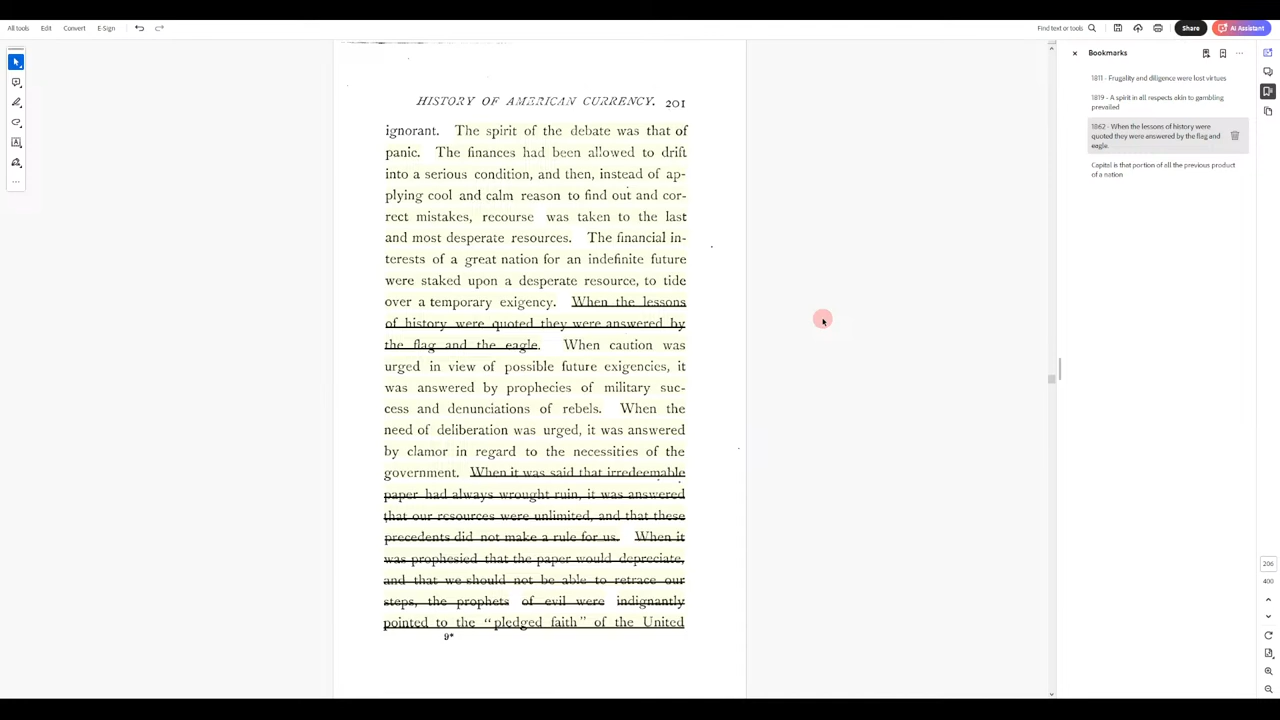 All tools Edit Convert E-Sign Find text or tools Share AI Assistant
Bookmarks
1811 - Frugality and diligence were lost virtues
1819 - A spirit in all respects akin to gambling
prevailed
1862 - When the lessons of history were
quoted they were answered by the flag and
eagle.
Capital is that portion of all the previous product
of a nation
HISTORY OF AMERICAN CURRENCY. 201
ignorant. The spirit of the debate was that of
panic. The finances had been allowed to drift
into a serious condition, and then, instead of ap-
plying cool and calm reason to find out and cor-
rect mistakes, recourse was taken to the last
and most desperate resources. The financial in-
terests of a great nation for an indefinite future
were staked upon a desperate resource, to tide
over a temporary exigency. When the lessons
of history were quoted they were answered by
the flag and the eagle. When caution was
urged in view of possible future exigencies, it
was answered by prophecies of military suc-
cess and denunciations of rebels. When the
need of deliberation was urged, it was answered
by clamor in regard to the necessities of the
government. When it was said that irredeemable
paper had always wrought ruin, it was answered
that our resources were unlimited, and that these
precedents did not make a rule for us. When it
was prophesied that the paper would depreciate,
and that we should not be able to retrace our
steps, the prophets of evil were indignantly
pointed to the "pledged faith" of the United
9*
206
400